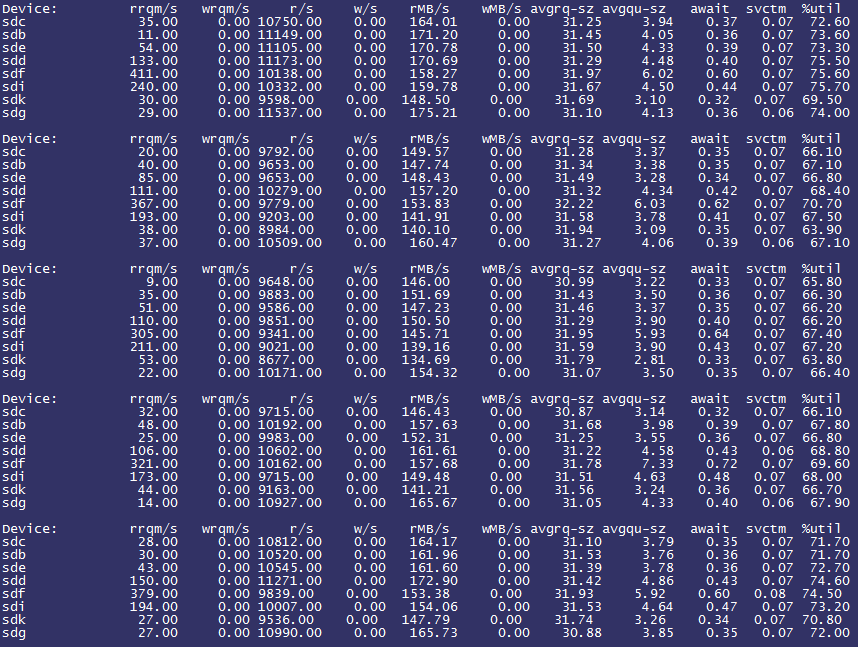 Device: rrqm/s wrqm/s r/s w/s rMB/s wMB/s avgrq-sz avgqu-sz await svctm %util
sdc 35.00 0.00 10750.00 0.00 164.01 0.00 31.25 3.94 0.37 0.07 72.60
sdb 11.00 0.00 11149.00 0.00 171.20 0.00 31.45 4.05 0.36 0.07 73.60
sde 54.00 0.00 11105.00 0.00 170.78 0.00 31.50 4.33 0.39 0.07 73.30
sdd 133.00 0.00 11173.00 0.00 170.69 0.00 31.29 4.48 0.40 0.07 75.50
sdf 411.00 0.00 10138.00 0.00 158.27 0.00 31.97 6.02 0.60 0.07 75.60
sdi 240.00 0.00 10332.00 0.00 159.78 0.00 31.67 4.50 0.44 0.07 75.70
sdk 30.00 0.00 9598.00 0.00 148.50 0.00 31.69 3.10 0.32 0.07 69.50
sdg 29.00 0.00 11537.00 0.00 175.21 0.00 31.10 4.13 0.36 0.06 74.00
Device: rrqm/s wrqm/s r/s w/s rMB/s wMB/s avgrq-sz avgqu-sz await svctm %util
sdc 20.00 0.00 9792.00 0.00 149.57 0.00 31.28 3.37 0.35 0.07 66.10
sdb 40.00 0.00 9653.00 0.00 147.74 0.00 31.34 3.38 0.35 0.07 67.10
sde 85.00 0.00 9653.00 0.00 148.43 0.00 31.49 3.28 0.34 0.07 66.80
sdd 111.00 0.00 10279.00 0.00 157.20 0.00 31.32 4.34 0.42 0.07 68.40
sdf 367.00 0.00 9779.00 0.00 153.83 0.00 32.22 6.03 0.62 0.07 70.70
sdi 193.00 0.00 9203.00 0.00 141.91 0.00 31.58 3.78 0.41 0.07 67.50
sdk 38.00 0.00 8984.00 0.00 140.10 0.00 31.94 3.09 0.35 0.07 63.90
sdg 37.00 0.00 10509.00 0.00 160.47 0.00 31.27 4.06 0.39 0.06 67.10
Device: rrqm/s wrqm/s r/s w/s rMB/s wMB/s avgrq-sz avgqu-sz await svctm %util
sdc 9.00 0.00 9648.00 0.00 146.00 0.00 30.99 3.22 0.33 0.07 65.80
sdb 35.00 0.00 9883.00 0.00 151.69 0.00 31.43 3.50 0.36 0.07 66.30
sde 51.00 0.00 9586.00 0.00 147.23 0.00 31.46 3.37 0.35 0.07 66.20
sdd 110.00 0.00 9851.00 0.00 150.50 0.00 31.29 3.90 0.40 0.07 66.20
sdf 305.00 0.00 9341.00 0.00 145.71 0.00 31.95 5.93 0.64 0.07 67.40
sdi 211.00 0.00 9021.00 0.00 139.16 0.00 31.59 3.90 0.43 0.07 67.20
sdk 53.00 0.00 8677.00 0.00 134.69 0.00 31.79 2.81 0.33 0.07 63.80
sdg 22.00 0.00 10171.00 0.00 154.32 0.00 31.07 3.50 0.35 0.07 66.40
Device: rrqm/s wrqm/s r/s w/s rMB/s wMB/s avgrq-sz avgqu-sz await svctm %util
sdc 32.00 0.00 9715.00 0.00 146.43 0.00 30.87 3.14 0.32 0.07 66.10
sdb 48.00 0.00 10192.00 0.00 157.63 0.00 31.68 3.98 0.39 0.07 67.80
sde 25.00 0.00 9983.00 0.00 152.31 0.00 31.25 3.55 0.36 0.07 66.80
sdd 106.00 0.00 10602.00 0.00 161.61 0.00 31.22 4.58 0.43 0.06 68.80
sdf 321.00 0.00 10162.00 0.00 157.68 0.00 31.78 7.33 0.72 0.07 69.60
sdi 173.00 0.00 9715.00 0.00 149.48 0.00 31.51 4.63 0.48 0.07 68.00
sdk 44.00 0.00 9163.00 0.00 141.21 0.00 31.56 3.24 0.36 0.07 66.70
sdg 14.00 0.00 10927.00 0.00 165.67 0.00 31.05 4.33 0.40 0.06 67.90
Device: rrqm/s wrqm/s r/s w/s rMB/s wMB/s avgrq-sz avgqu-sz await svctm %util
sdc 28.00 0.00 10812.00 0.00 164.17 0.00 31.10 3.79 0.35 0.07 71.70
sdb 30.00 0.00 10520.00 0.00 161.96 0.00 31.53 3.76 0.36 0.07 71.70
sde 43.00 0.00 10545.00 0.00 161.60 0.00 31.39 3.78 0.36 0.07 72.70
sdd 150.00 0.00 11271.00 0.00 172.90 0.00 31.42 4.86 0.43 0.07 74.60
sdf 379.00 0.00 9839.00 0.00 153.38 0.00 31.93 5.92 0.60 0.08 74.50
sdi 194.00 0.00 10007.00 0.00 154.06 0.00 31.53 4.64 0.47 0.07 73.20
sdk 27.00 0.00 9536.00 0.00 147.79 0.00 31.74 3.26 0.34 0.07 70.80
sdg 27.00 0.00 10990.00 0.00 165.73 0.00 30.88 3.85 0.35 0.07 72.00